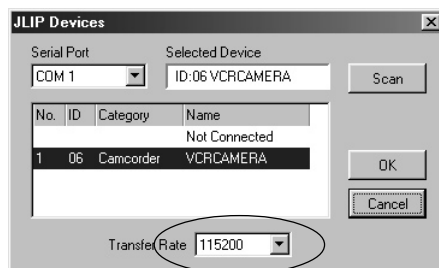 JLIP Devices
Serial Port Selected Device
COM 1 ID:06 VCRCAMERA Scan
No. ID Category Name
Not Connected
1 06 Camcorder VCRCAMERA
OK
Cancel
Transfer Rate 115200